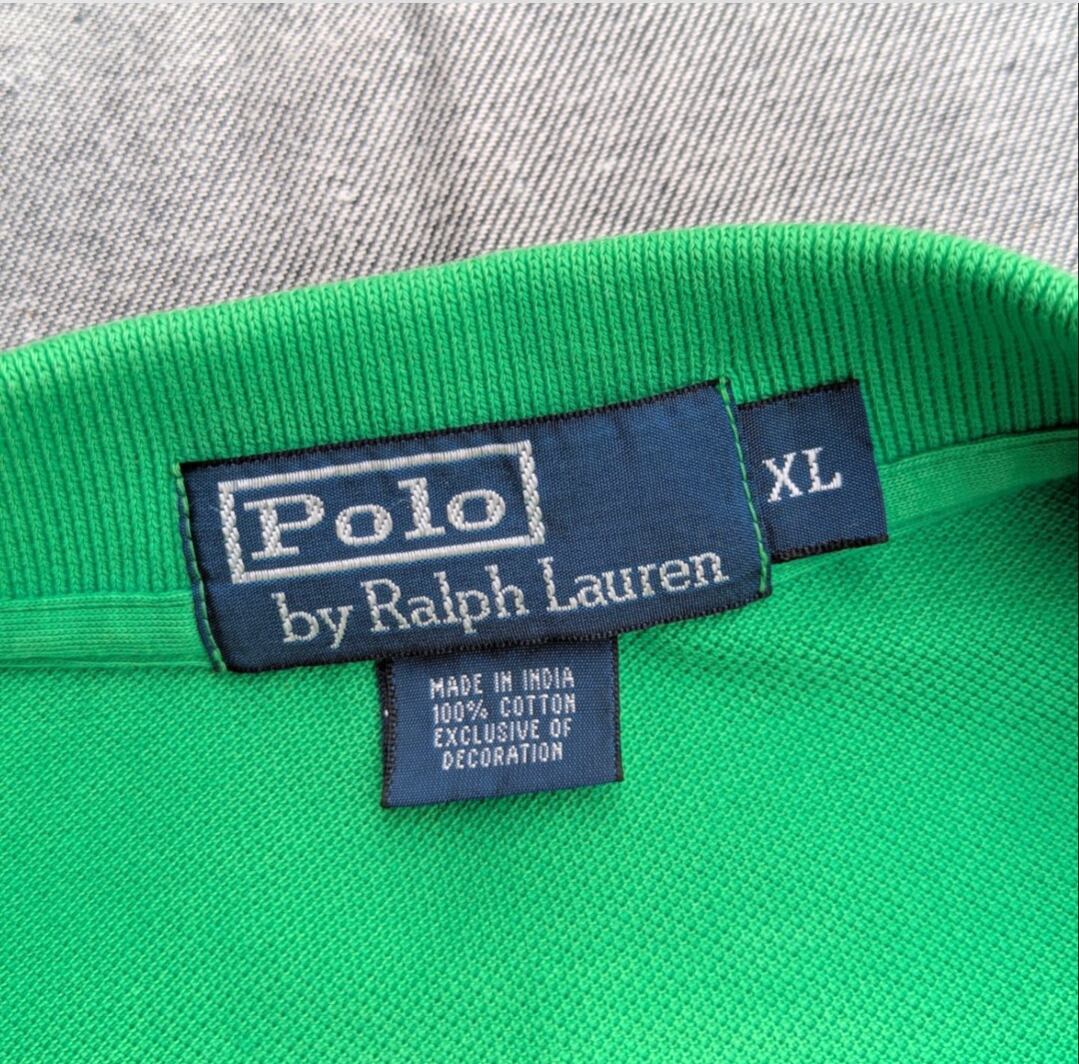 Polo
by Ralph Lauren
XL
MADE IN INDIA
100% COTTON
EXCLUSIVE OF
DECORATION